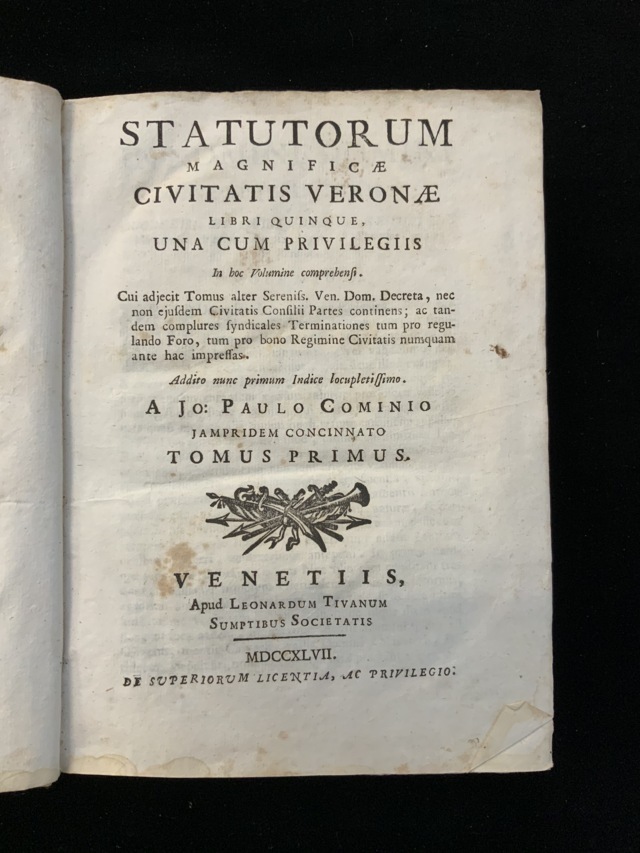 STATUTORUM
MAGNIFICÆ
CIVITATIS VERONÆ
LIBRI QUINQUE,
UNA CUM PRIVILEGIIS
In hoc Volumine comprehenſi.
Cui adjecit Tomus alter Sereniſs. Ven. Dom. Decreta, nec
non ejuſdem Civitatis Conſilii Partes continens; ac tan-
dem complures ſyndicales Terminationes tum pro regu-
lando Foro, tum pro bono Regimine Civitatis numquam
ante hac impreſſas.
Addito nunc primum Indice locupletiſſimo.
A JO: PAULO COMINIO
JAMPRIDEM CONCINNATO
TOMUS PRIMUS.
VENETIIS,
Apud LEONARDUM TIVANUM
SUMPTIBUS SOCIETATIS
MDCCXLVII.
DE SUPERIORUM LICENTIA, AC PRIVILEGIO.